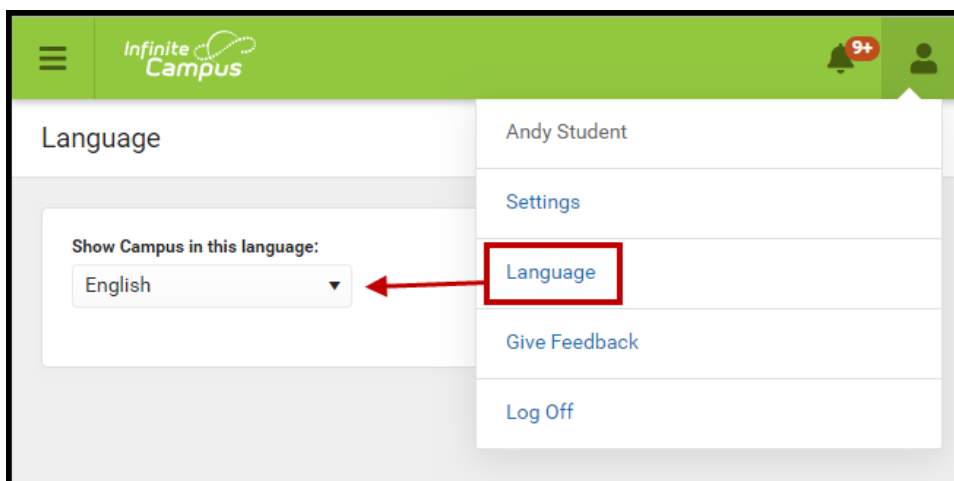 Infinite
Campus
9+
Language
Andy Student
Settings
Show Campus in this language:
English
Language
Give Feedback
Log Off